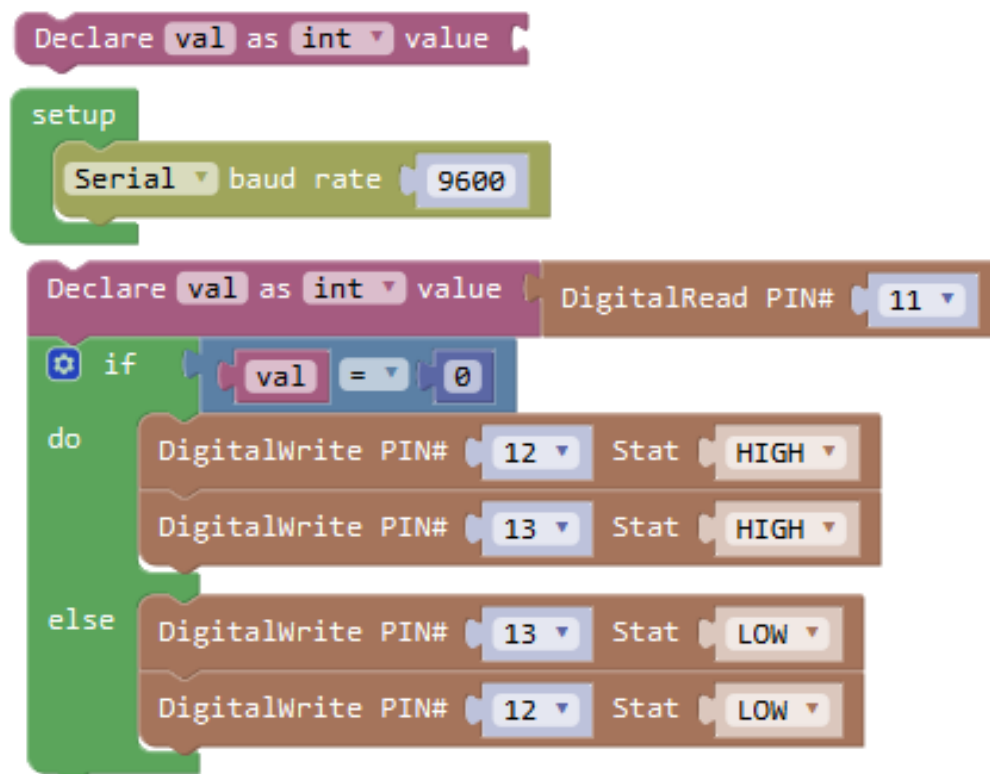 Declare val as int value
setup
Serial baud rate 9600
Declare val as int value DigitalRead PIN# 11
if val = 0
do DigitalWrite PIN# 12 Stat HIGH
DigitalWrite PIN# 13 Stat HIGH
else DigitalWrite PIN# 13 Stat LOW
DigitalWrite PIN# 12 Stat LOW